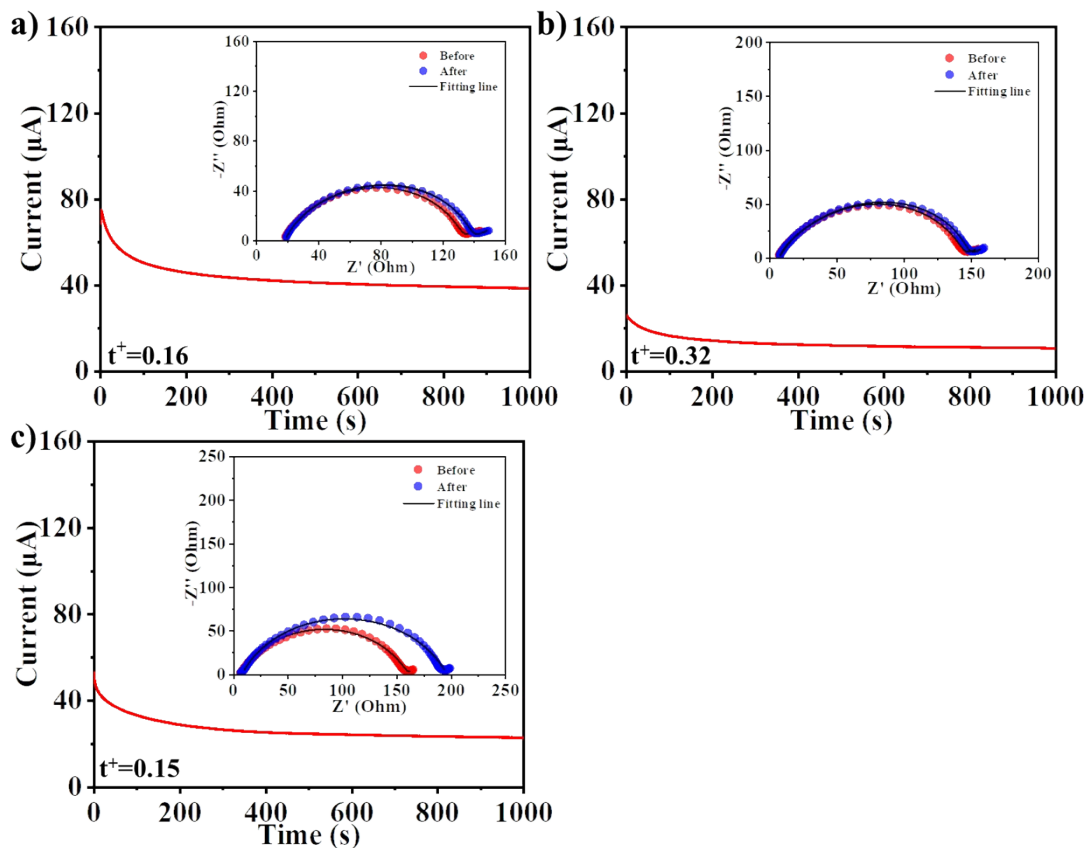 a)
160
120
80
40
0
Current (μA)
0 200 400 600 800 1000
Time (s)
t⁺=0.16
160
120
80
40
0
-Z'' (Ohm)
40 80 120 160
Z' (Ohm)
Before
After
Fitting line
b)
160
120
80
40
0
Current (μA)
0 200 400 600 800 1000
Time (s)
t⁺=0.32
200
150
100
50
0
-Z'' (Ohm)
0 50 100 150 200
Z' (Ohm)
Before
After
Fitting line
c)
160
120
80
40
0
Current (μA)
0 200 400 600 800 1000
Time (s)
t⁺=0.15
250
200
150
100
50
0
-Z'' (Ohm)
0 50 100 150 200 250
Z' (Ohm)
Before
After
Fitting line